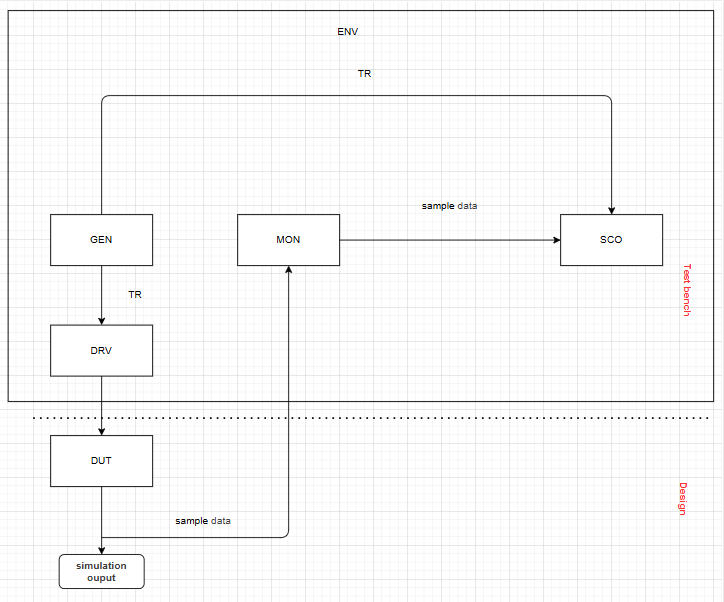 ENV
TR
sample data
GEN
MON
SCO
Test bench
TR
DRV
DUT
Design
sample data
simulation
ouput